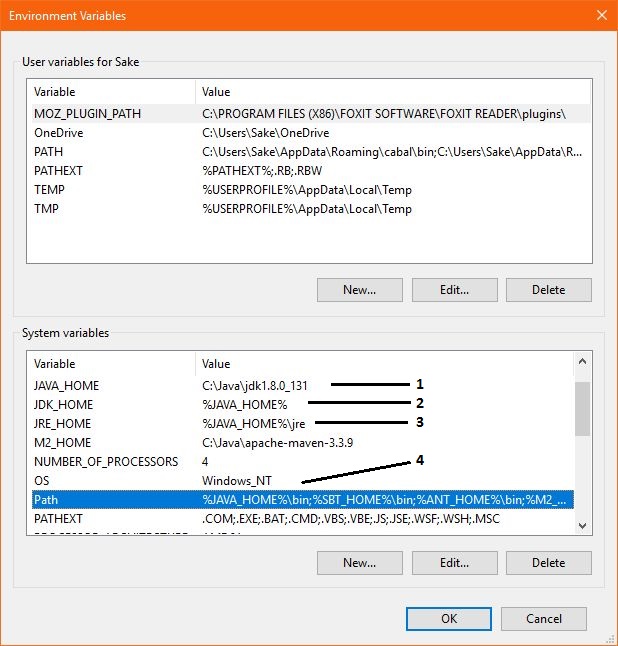 Environment Variables
User variables for Sake
Variable Value
MOZ_PLUGIN_PATH C:\PROGRAM FILES (X86)\FOXIT SOFTWARE\FOXIT READER\plugins\
OneDrive C:\Users\Sake\OneDrive
PATH C:\Users\Sake\AppData\Roaming\cabal\bin;C:\Users\Sake\AppData\R...
PATHEXT %PATHEXT%;.RB;.RBW
TEMP %USERPROFILE%\AppData\Local\Temp
TMP %USERPROFILE%\AppData\Local\Temp
New... Edit... Delete
System variables
Variable Value
JAVA_HOME C:\Java\jdk1.8.0_131 1
JDK_HOME %JAVA_HOME% 2
JRE_HOME %JAVA_HOME%\jre 3
M2_HOME C:\Java\apache-maven-3.3.9
NUMBER_OF_PROCESSORS 4 4
OS Windows_NT
Path %JAVA_HOME%\bin;%SBT_HOME%\bin;%ANT_HOME%\bin;%M2_...
PATHEXT .COM;.EXE;.BAT;.CMD;.VBS;.VBE;.JS;.JSE;.WSF;.WSH;.MSC
New... Edit... Delete
OK Cancel